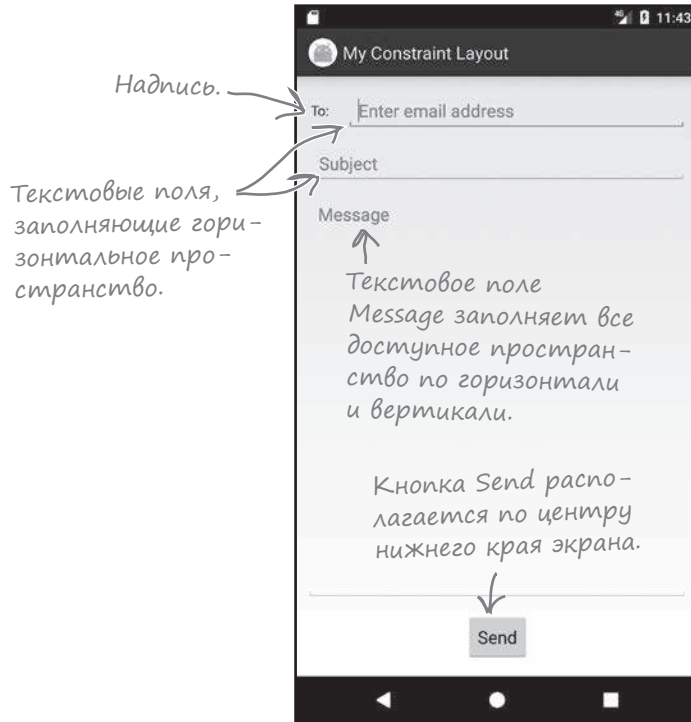 11:43
My Constraint Layout
Надпись.
To:
Enter email address
Subject
Текстовые поля,
заполняющие гори-
зонтальное про-
странство.
Message
Текстовое поле
Message заполняет все
доступное простран-
ство по горизонтали
и вертикали.
Кнопка Send распо-
лагается по центру
нижнего края экрана.
Send